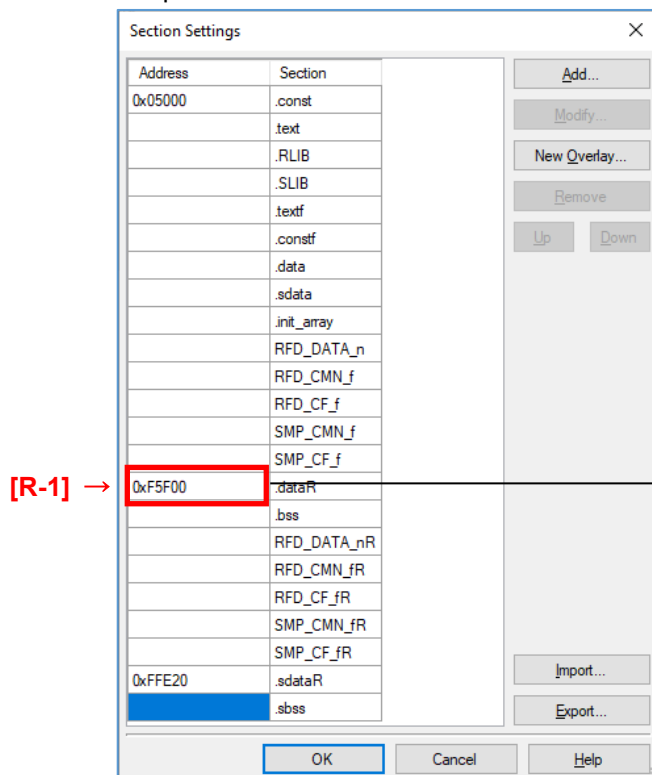 Section Settings
Address Section
0x05000 .const
.text
.RLIB
.SLIB
.textf
.constf
.data
.sdata
.init_array
RFD_DATA_n
RFD_CMN_f
RFD_CF_f
SMP_CMN_f
SMP_CF_f
[R-1] → 0xF5F00 .dataR
.bss
RFD_DATA_nR
RFD_CMN_fR
RFD_CF_fR
SMP_CMN_fR
SMP_CF_fR
0xFFE20 .sdataR
.sbss
Add...
Modify...
New Overlay...
Remove
Up Down
Import...
Export...
OK Cancel Help